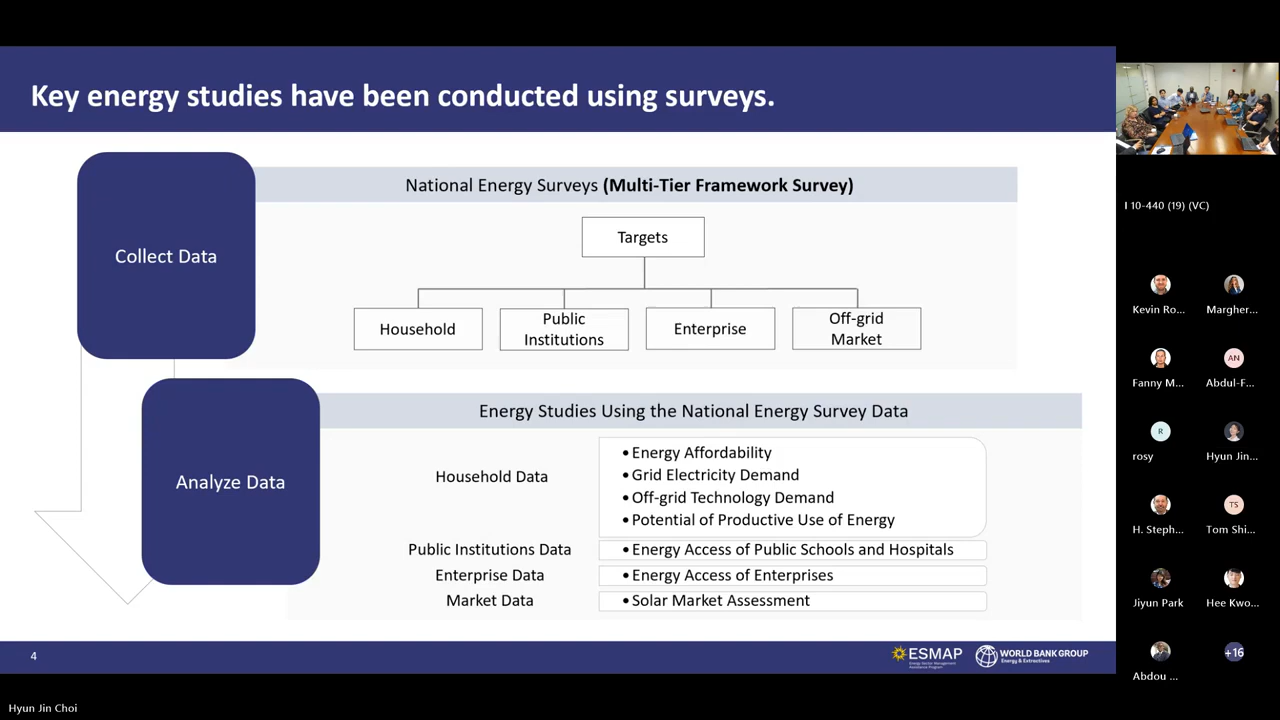 Key energy studies have been conducted using surveys.
Collect Data
National Energy Surveys (Multi-Tier Framework Survey)
Targets
Household
Public
Institutions
Enterprise
Off-grid
Market
Analyze Data
Energy Studies Using the National Energy Survey Data
Household Data
• Energy Affordability
• Grid Electricity Demand
• Off-grid Technology Demand
• Potential of Productive Use of Energy
Public Institutions Data
• Energy Access of Public Schools and Hospitals
Enterprise Data
• Energy Access of Enterprises
Market Data
• Solar Market Assessment
4
ESMAP
Energy Sector Management
Assistance Program
WORLD BANK GROUP
Energy & Extractives
I 10-440 (19) (VC)
Kevin Ro...
Margher...
Fanny M...
AN
Abdul-F...
R
rosy
Hyun Jin...
H. Steph...
TS
Tom Shi...
Jiyun Park
Hee Kwo...
Abdou ...
+16
Hyun Jin Choi